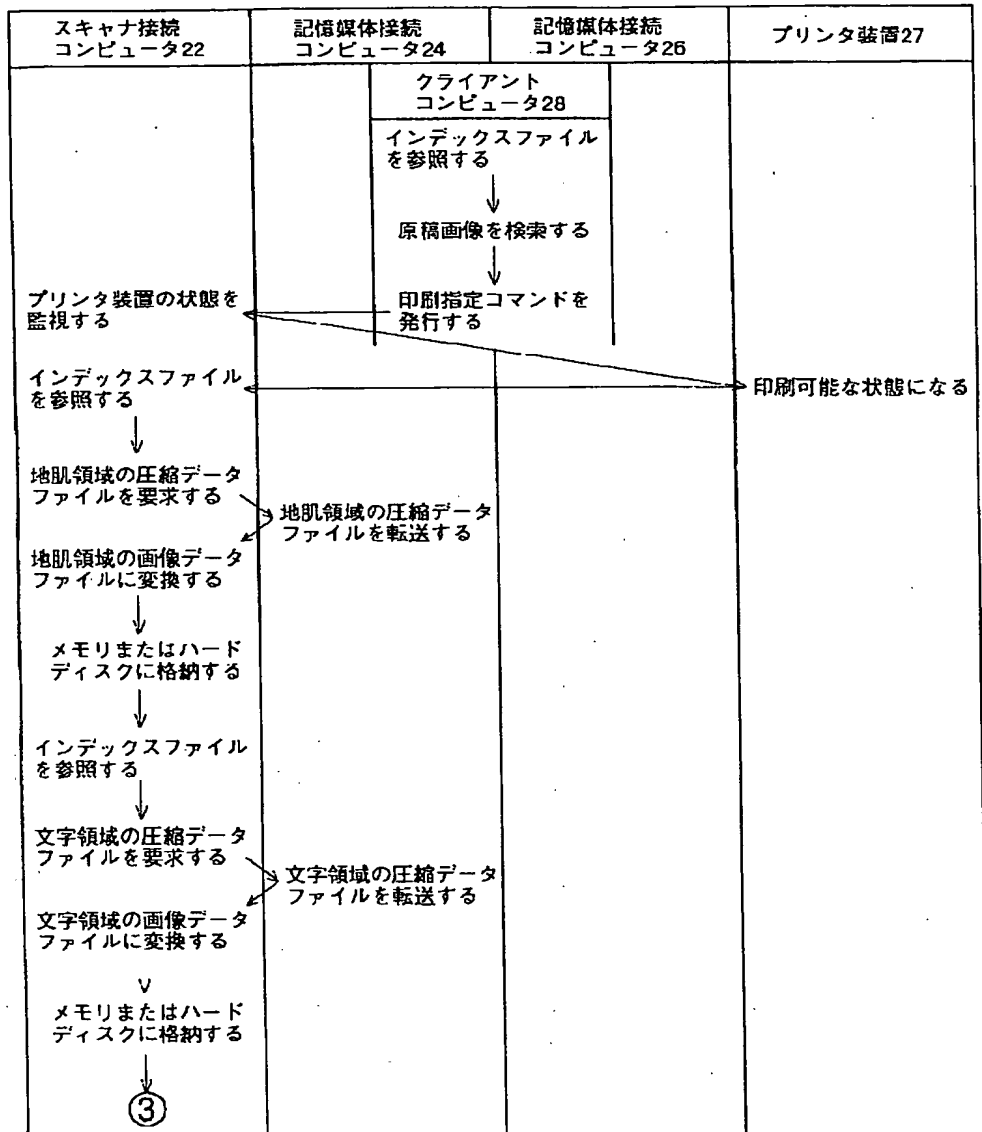 スキャナ接続
コンピュータ22
記憶媒体接続
コンピュータ24
記憶媒体接続
コンピュータ26
プリンタ装置27
クライアント
コンピュータ28
インデックスファイル
を参照する
原稿画像を検索する
印刷指定コマンドを
発行する
プリンタ装置の状態を
監視する
印刷可能な状態になる
インデックスファイル
を参照する
地肌領域の圧縮データ
ファイルを要求する
地肌領域の圧縮データ
ファイルを転送する
地肌領域の画像データ
ファイルに変換する
メモリまたはハード
ディスクに格納する
インデックスファイル
を参照する
文字領域の圧縮データ
ファイルを要求する
文字領域の圧縮データ
ファイルを転送する
文字領域の画像データ
ファイルに変換する
メモリまたはハード
ディスクに格納する
③